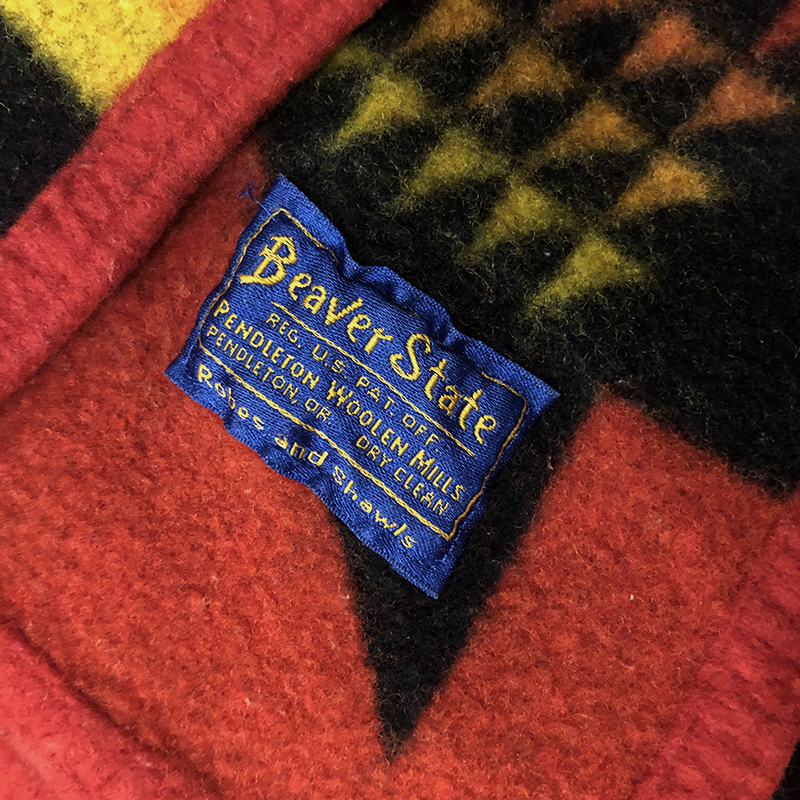 Beaver State
REG. U.S. PAT. OFF.
PENDLETON WOOLEN MILLS
PENDLETON, OR. DRY CLEAN
Robes and Shawls